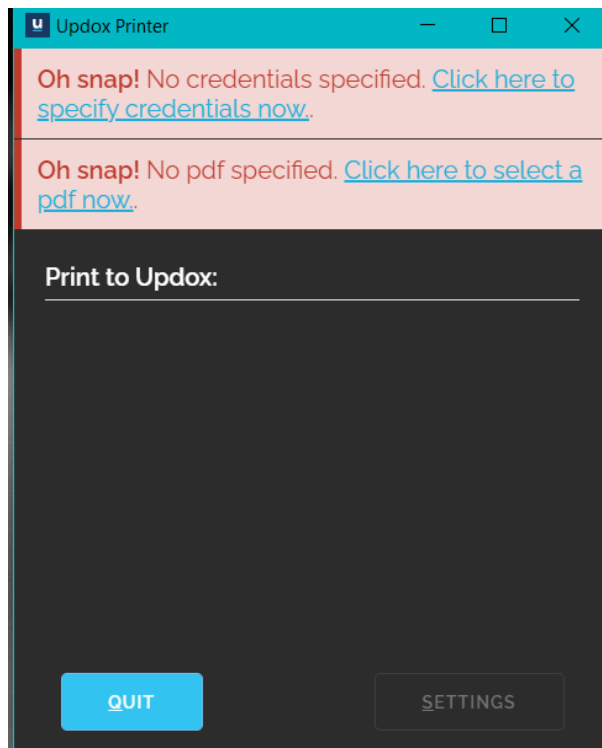 u Updox Printer
Oh snap! No credentials specified. Click here to
specify credentials now..
Oh snap! No pdf specified. Click here to select a
pdf now..
Print to Updox:
QUIT
SETTINGS